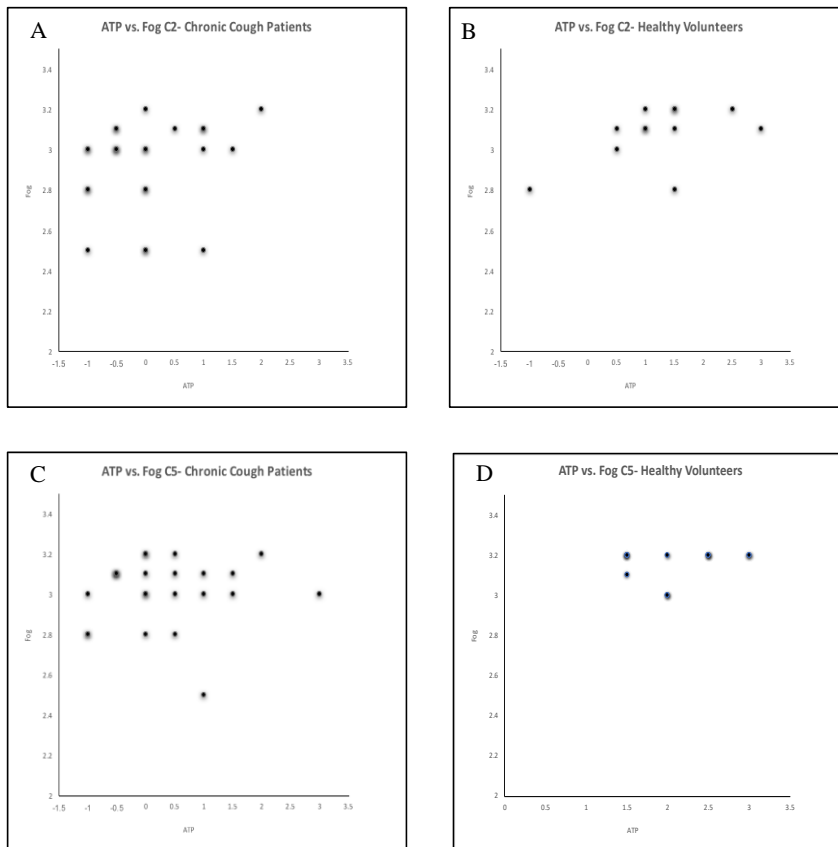 A
ATP vs. Fog C2- Chronic Cough Patients
3.4
3.2
3
2.8
2.6
2.4
2.2
2
Fog
-1.5 -1 -0.5 0 0.5 1 1.5 2 2.5 3 3.5
ATP
B
ATP vs. Fog C2- Healthy Volunteers
3.4
3.2
3
2.8
2.6
2.4
2.2
2
Fog
-1.5 -1 -0.5 0 0.5 1 1.5 2 2.5 3 3.5
ATP
C
ATP vs. Fog C5- Chronic Cough Patients
3.4
3.2
3
2.8
2.6
2.4
2.2
2
Fog
-1.5 -1 -0.5 0 0.5 1 1.5 2 2.5 3 3.5
ATP
D
ATP vs. Fog C5- Healthy Volunteers
3.4
3.2
3
2.8
2.6
2.4
2.2
2
Fog
0 0.5 1 1.5 2 2.5 3 3.5
ATP